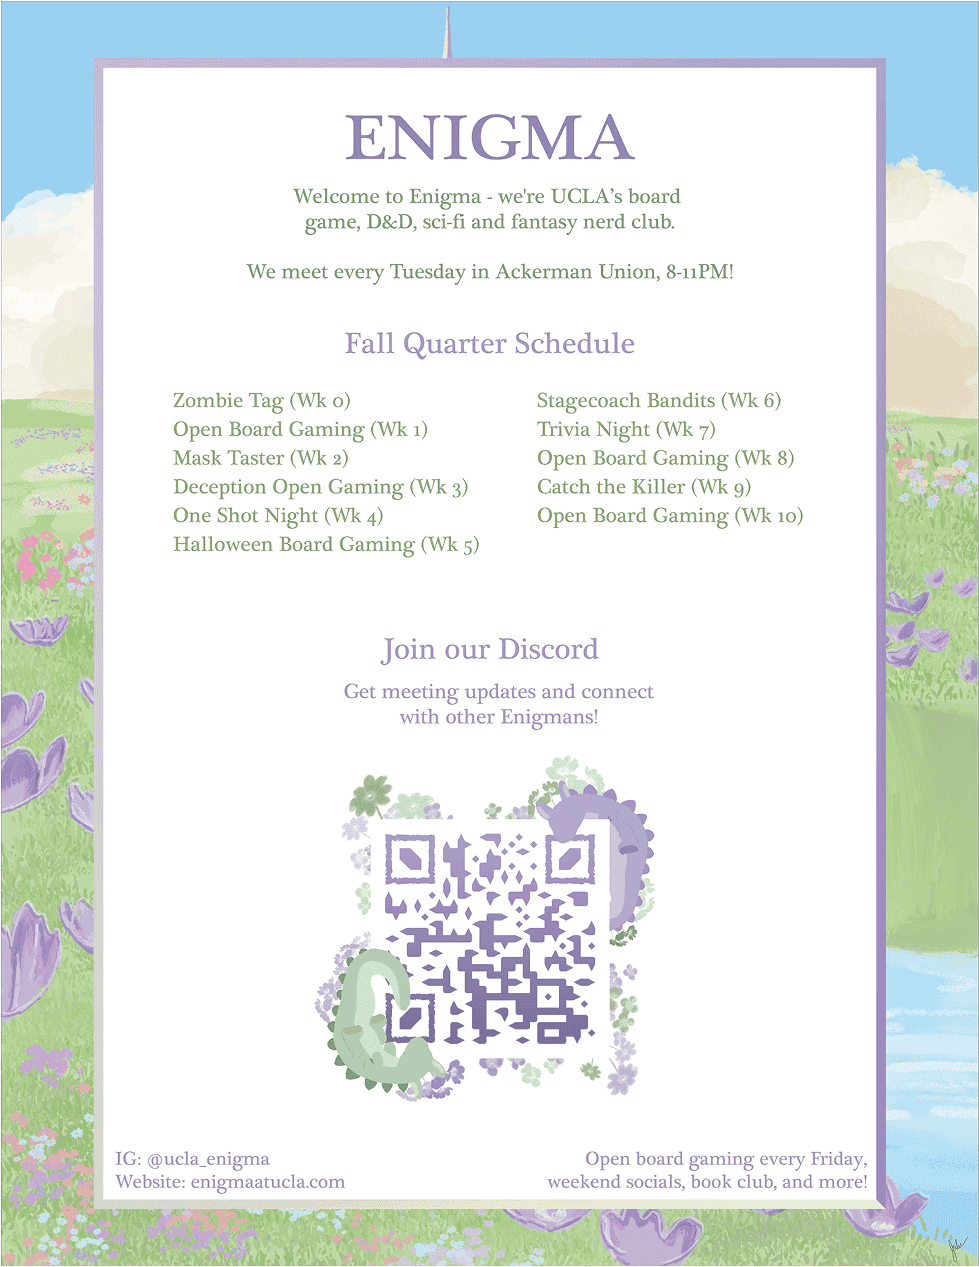 ENIGMA
Welcome to Enigma - we're UCLA’s board
game, D&D, sci-fi and fantasy nerd club.
We meet every Tuesday in Ackerman Union, 8-11PM!
Fall Quarter Schedule
Zombie Tag (Wk 0)
Open Board Gaming (Wk 1)
Mask Taster (Wk 2)
Deception Open Gaming (Wk 3)
One Shot Night (Wk 4)
Halloween Board Gaming (Wk 5)
Stagecoach Bandits (Wk 6)
Trivia Night (Wk 7)
Open Board Gaming (Wk 8)
Catch the Killer (Wk 9)
Open Board Gaming (Wk 10)
Join our Discord
Get meeting updates and connect
with other Enigmans!
IG: @ucla_enigma
Website: enigmaatucla.com
Open board gaming every Friday,
weekend socials, book club, and more!